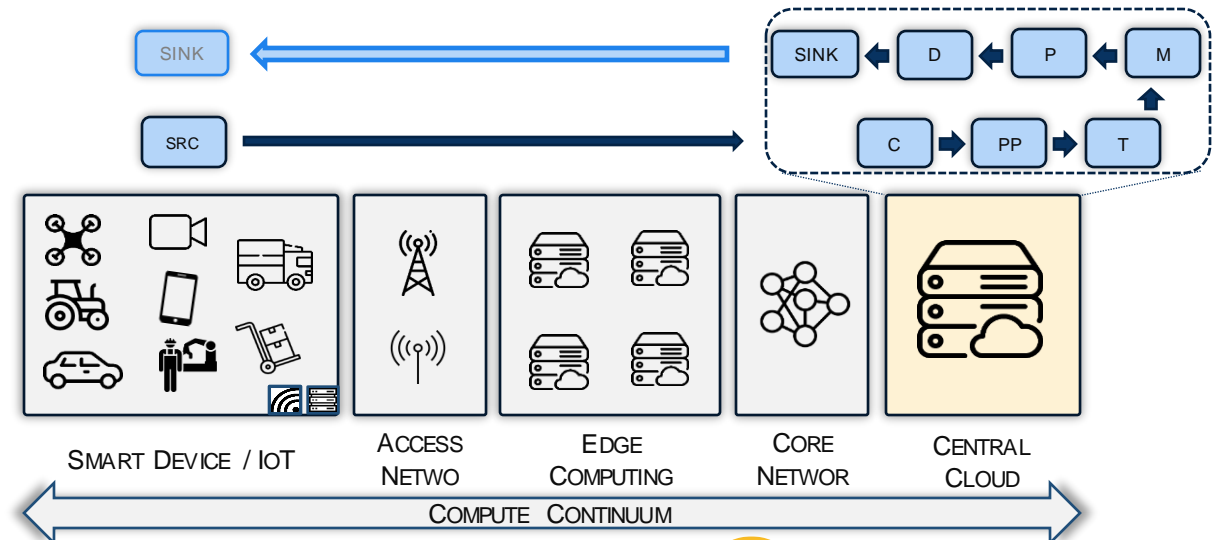 SINK
SINK
D
P
M
SRC
C
PP
T
SMART DEVICE / IOT
ACCESS
NETWO
EDGE
COMPUTING
CORE
NETWOR
CENTRAL
CLOUD
COMPUTE CONTINUUM